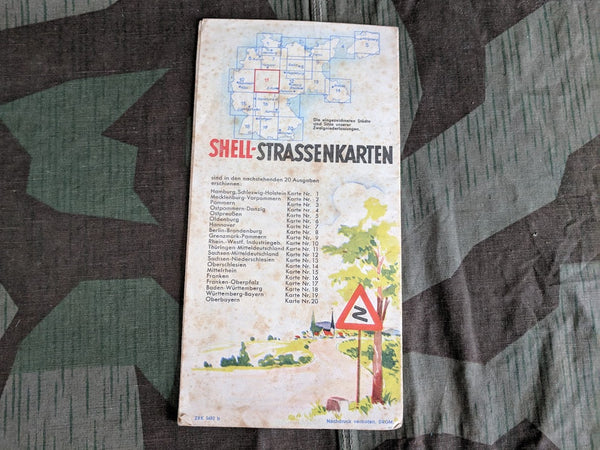 Die eingezeichneten Städte
sind Sitze unserer
Zweigniederlassungen.
SHELL-STRASSENKARTEN
sind in den nachstehenden 20 Ausgaben
erschienen:
Hamburg, Schleswig-Holstein Karte Nr. 1
Mecklenburg-Vorpommern Karte Nr. 2
Pommern Karte Nr. 3
Ostpommern-Danzig Karte Nr. 4
Ostpreußen Karte Nr. 5
Oldenburg Karte Nr. 6
Hannover Karte Nr. 7
Berlin-Brandenburg Karte Nr. 8
Grenzmark-Pommern Karte Nr. 9
Rhein.-Westf. Industriegeb. Karte Nr. 10
Thüringen-Mitteldeutschland Karte Nr. 11
Sachsen-Mitteldeutschland Karte Nr. 12
Sachsen-Niederschlesien Karte Nr. 13
Oberschlesien Karte Nr. 14
Mittelrhein Karte Nr. 15
Franken Karte Nr. 16
Franken-Oberpfalz Karte Nr. 17
Baden-Württemberg Karte Nr. 18
Württemberg-Bayern Karte Nr. 19
Oberbayern Karte Nr. 20
Nachdruck verboten, DRGM